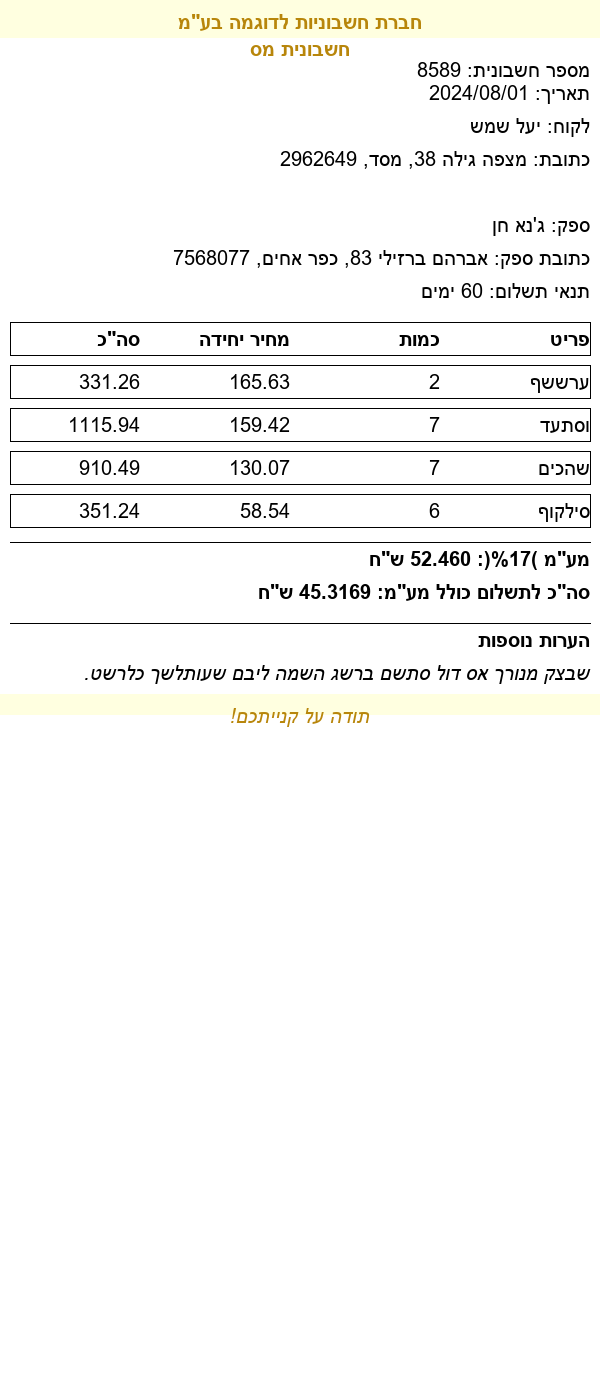 חברת חשבוניות לדוגמה בע"מ
חשבונית מס
מספר חשבונית: 8589
תאריך: 2024/08/01
לקוח: יעל שמש
כתובת: מצפה גילה 38, מסד, 2962649
ספק: ג'נא חן
כתובת ספק: אברהם ברזילי 83, כפר אחים, 7568077
תנאי תשלום: 60 ימים
פריט כמות מחיר יחידה סה"כ
ערששף 2 165.63 331.26
וסתעד 7 159.42 1115.94
שהכים 7 130.07 910.49
סילקוף 6 58.54 351.24
מע"מ )17%(: 52.460 ש"ח
סה"כ לתשלום כולל מע"מ: 45.3169 ש"ח
הערות נוספות
שבצק מנורך אס דול סתשם ברשג השמה ליבם שעותלשך כלרשט.
תודה על קנייתכם!